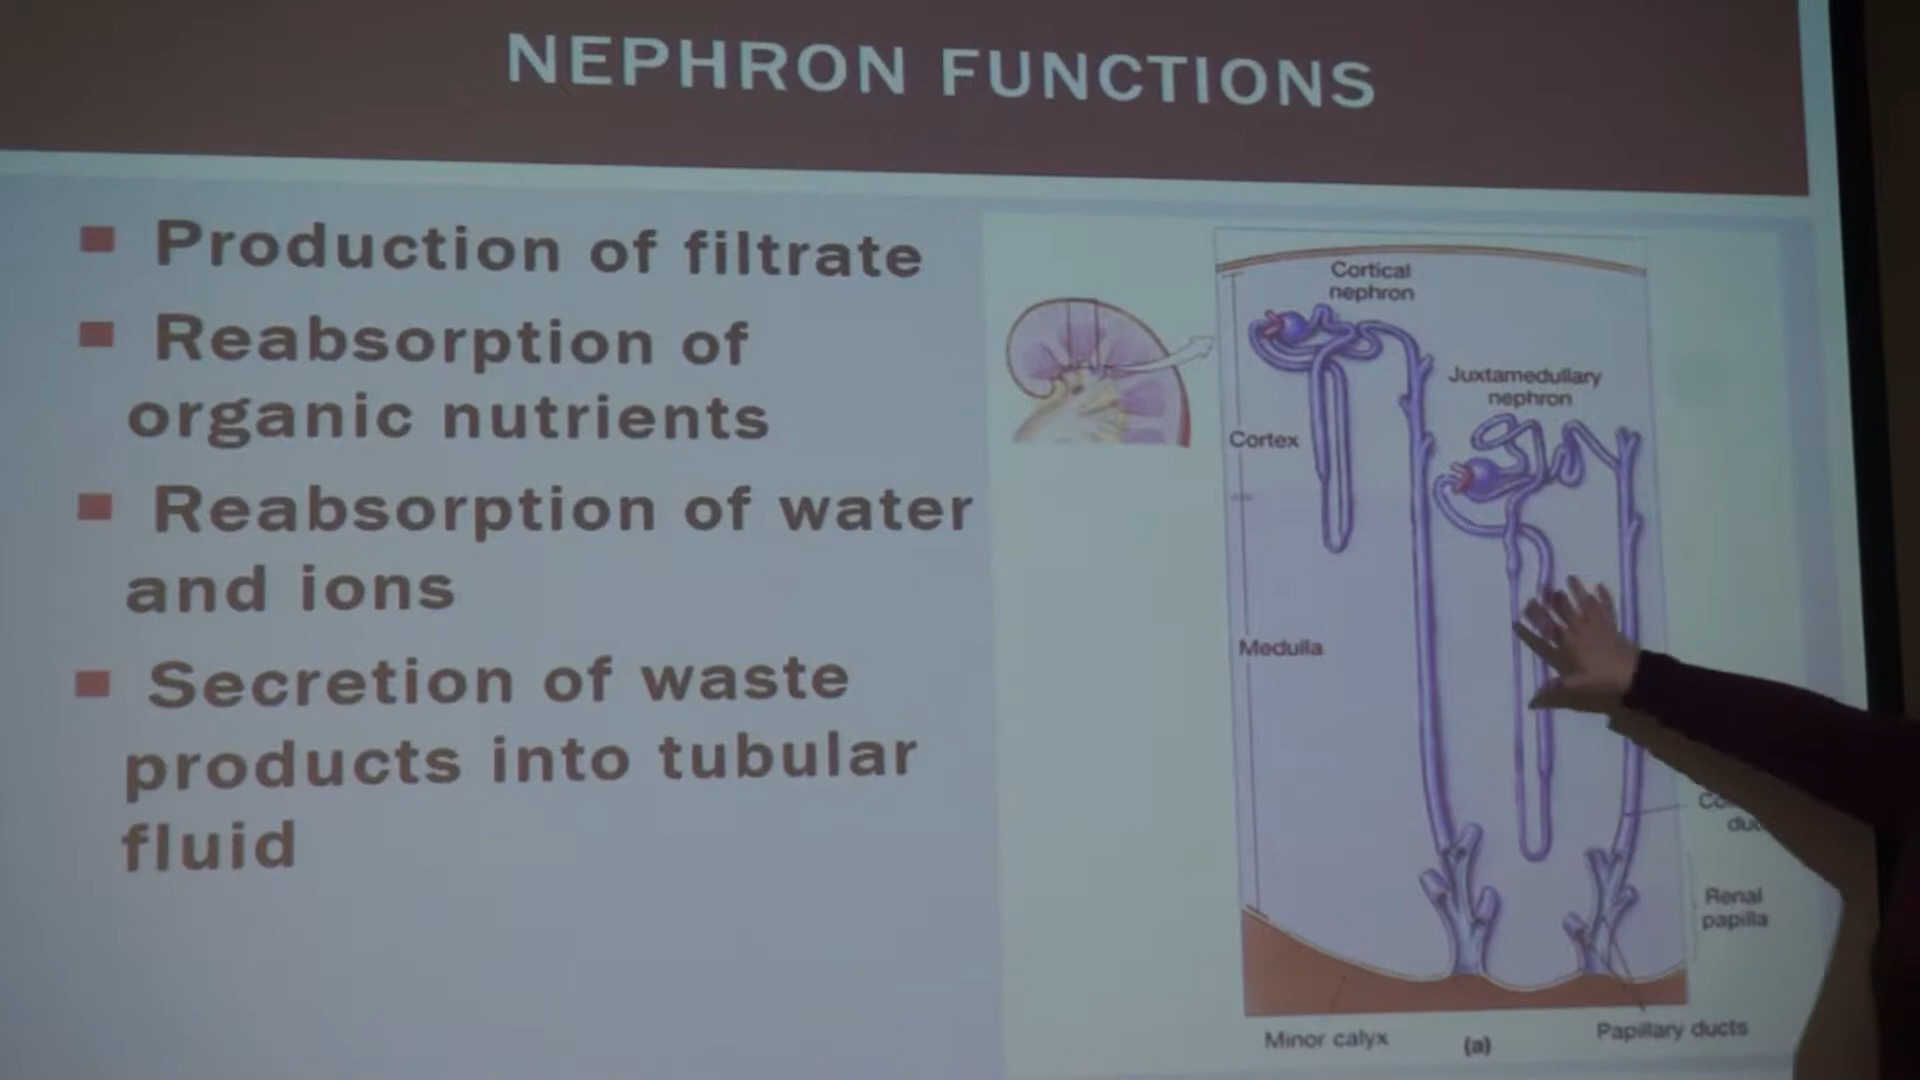 NEPHRON FUNCTIONS
Production of filtrate
Reabsorption of
organic nutrients
Reabsorption of water
and ions
Secretion of waste
products into tubular
fluid
Cortical
nephron
Juxtamedullary
nephron
Cortex
Medulla
Renal
papilla
Minor calyx
(a)
Papillary ducts